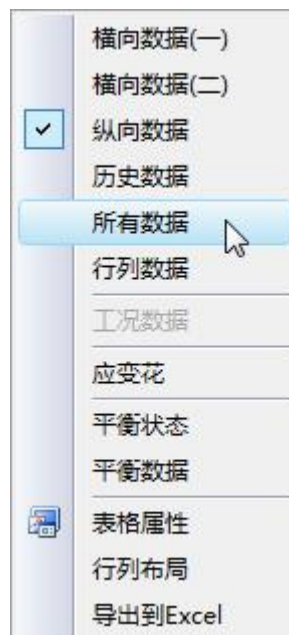 横向数据(一)
横向数据(二)
纵向数据
历史数据
所有数据
行列数据
工况数据
应变花
平衡状态
平衡数据
表格属性
行列布局
导出到Excel